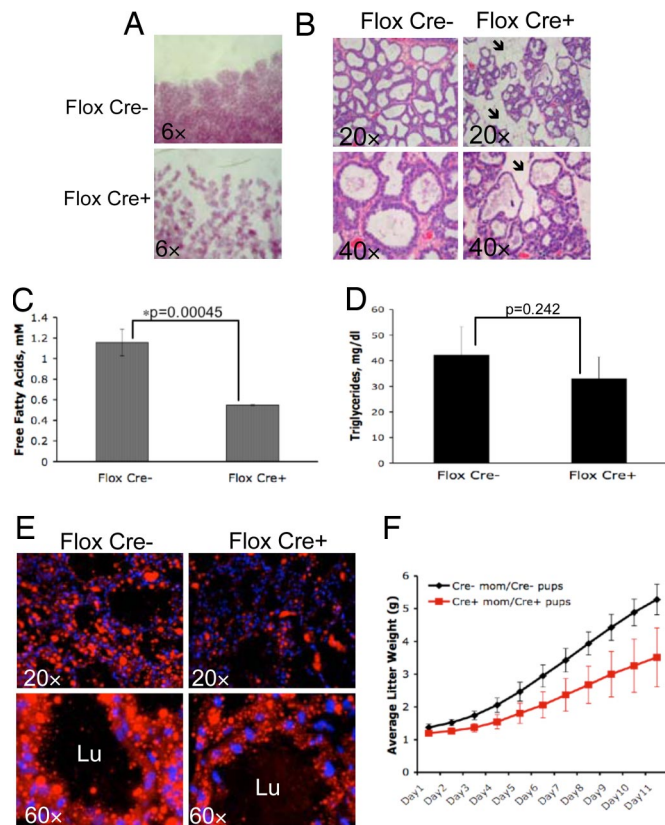 A
Flox Cre-
6×
Flox Cre+
6×
B
Flox Cre-
Flox Cre+
20×
20×
40×
40×
C
Free Fatty Acids, mM
1.4
1.2
1
0.8
0.6
0.4
0.2
0
*p=0.00045
Flox Cre-
Flox Cre+
D
Triglycerides, mg/dl
60
50
40
30
20
10
0
p=0.242
Flox Cre-
Flox Cre+
E
Flox Cre-
Flox Cre+
20×
20×
Lu
Lu
60×
60×
F
Average Litter Weight (g)
6
5
4
3
2
1
0
Cre- mom/Cre- pups
Cre+ mom/Cre+ pups
Day1
Day2
Day3
Day4
Day5
Day6
Day7
Day8
Day9
Day10
Day11